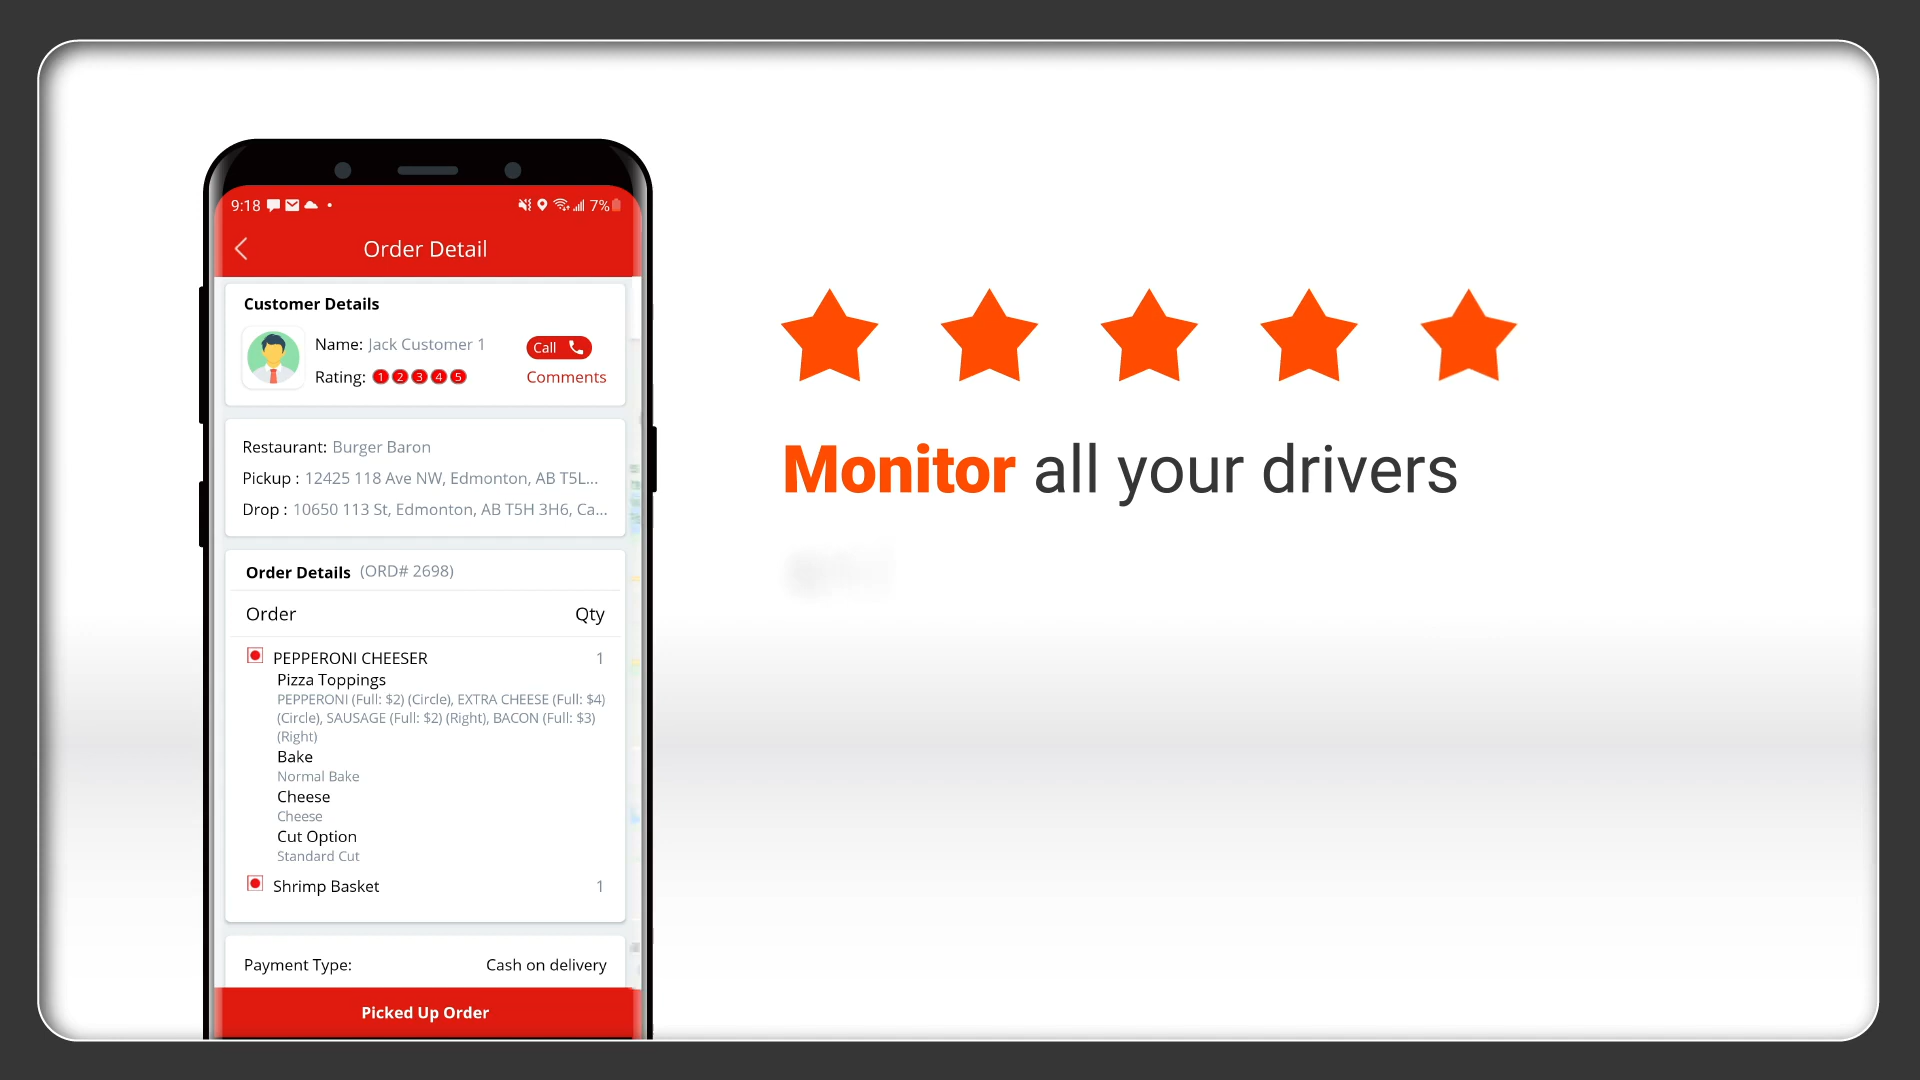 9:18
7%
Order Detail
Customer Details
Name: Jack Customer 1
Call
Rating: 1 2 3 4 5
Comments
Restaurant: Burger Baron
Pickup : 12425 118 Ave NW, Edmonton, AB T5L...
Drop : 10650 113 St, Edmonton, AB T5H 3H6, Ca...
Order Details (ORD# 2698)
Order Qty
PEPPERONI CHEESER 1
Pizza Toppings
PEPPERONI (Full: $2) (Circle), EXTRA CHEESE (Full: $4)
(Circle), SAUSAGE (Full: $2) (Right), BACON (Full: $3)
(Right)
Bake
Normal Bake
Cheese
Cheese
Cut Option
Standard Cut
Shrimp Basket 1
Payment Type: Cash on delivery
Picked Up Order
Monitor all your drivers